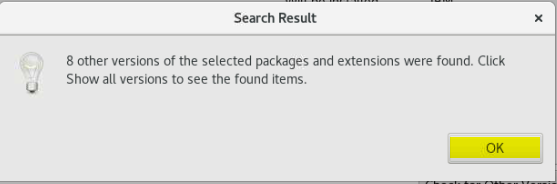 Search Result
8 other versions of the selected packages and extensions were found. Click
Show all versions to see the found items.
OK